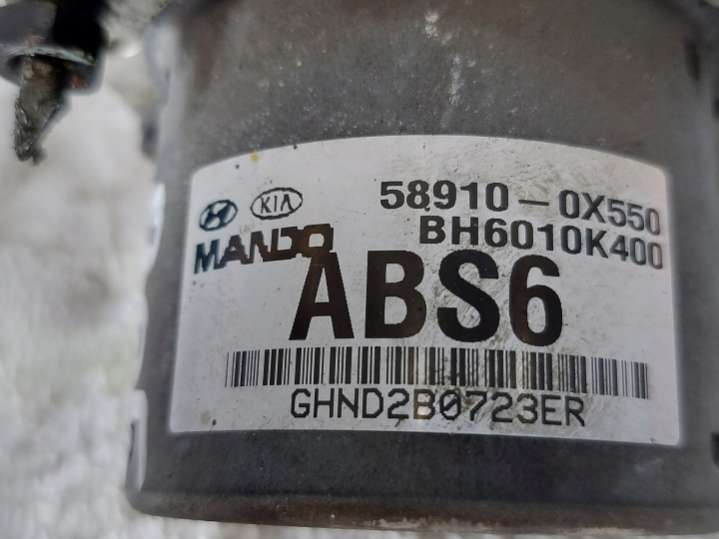 KIA 58910-0X550
MANDO BH6010K400
ABS6
GHND2B0723ER